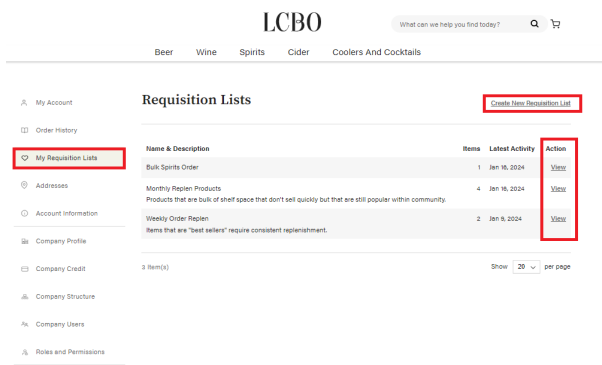 LCBO
What can we help you find today?
Beer Wine Spirits Cider Coolers And Cocktails
My Account
Order History
My Requisition Lists
Addresses
Account Information
Company Profile
Company Credit
Company Structure
Company Users
Roles and Permissions
Requisition Lists
Create New Requisition List
Name & Description Items Latest Activity Action
Bulk Spirits Order 1 Jan 16, 2024 View
Monthly Replen Products 4 Jan 16, 2024 View
Products that are bulk of shelf space that don't sell quickly but that are still popular within community.
Weekly Order Replen 2 Jan 9, 2024 View
Items that are "best sellers" require consistent replenishment.
3 Item(s) Show 20 per page